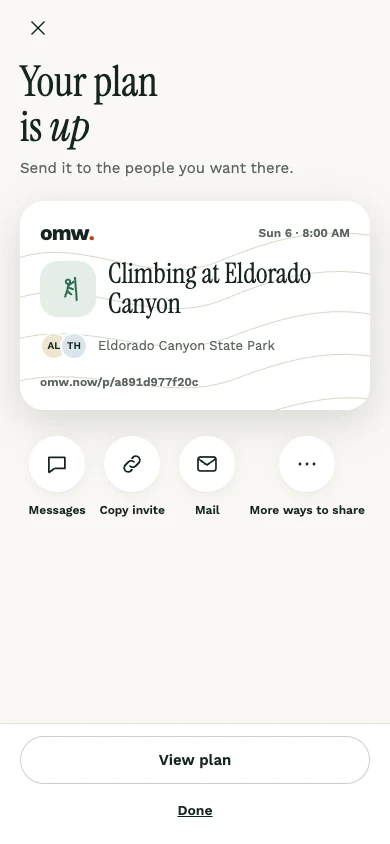 Your plan
is up
Send it to the people you want there.
omw.
Sun 6 · 8:00 AM
Climbing at Eldorado
Canyon
AL TH Eldorado Canyon State Park
omw.now/p/a891d977f20c
Messages Copy invite Mail More ways to share
View plan
Done